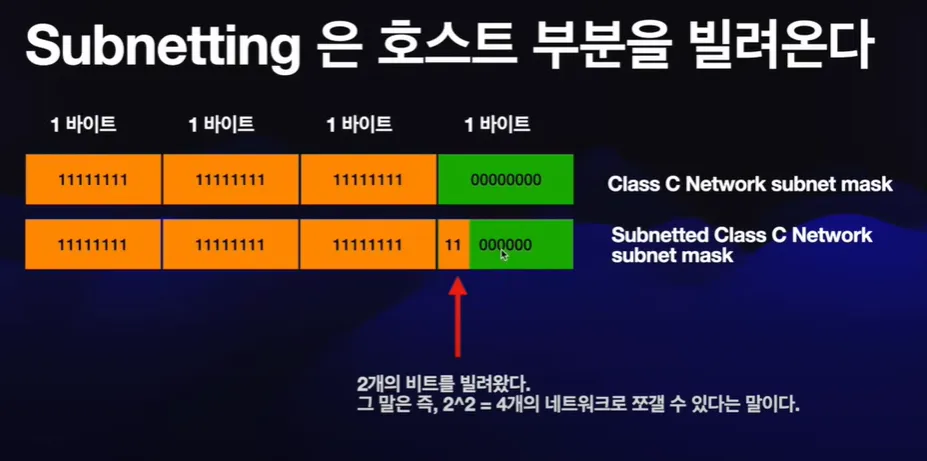 Subnetting 은 호스트 부분을 빌려온다
1 바이트 1 바이트 1 바이트 1 바이트
11111111 11111111 11111111 00000000 Class C Network subnet mask
11111111 11111111 11111111 11 000000 Subnetted Class C Network
subnet mask
2개의 비트를 빌려왔다.
그 말은 즉, 2^2 = 4개의 네트워크로 쪼갤 수 있다는 말이다.